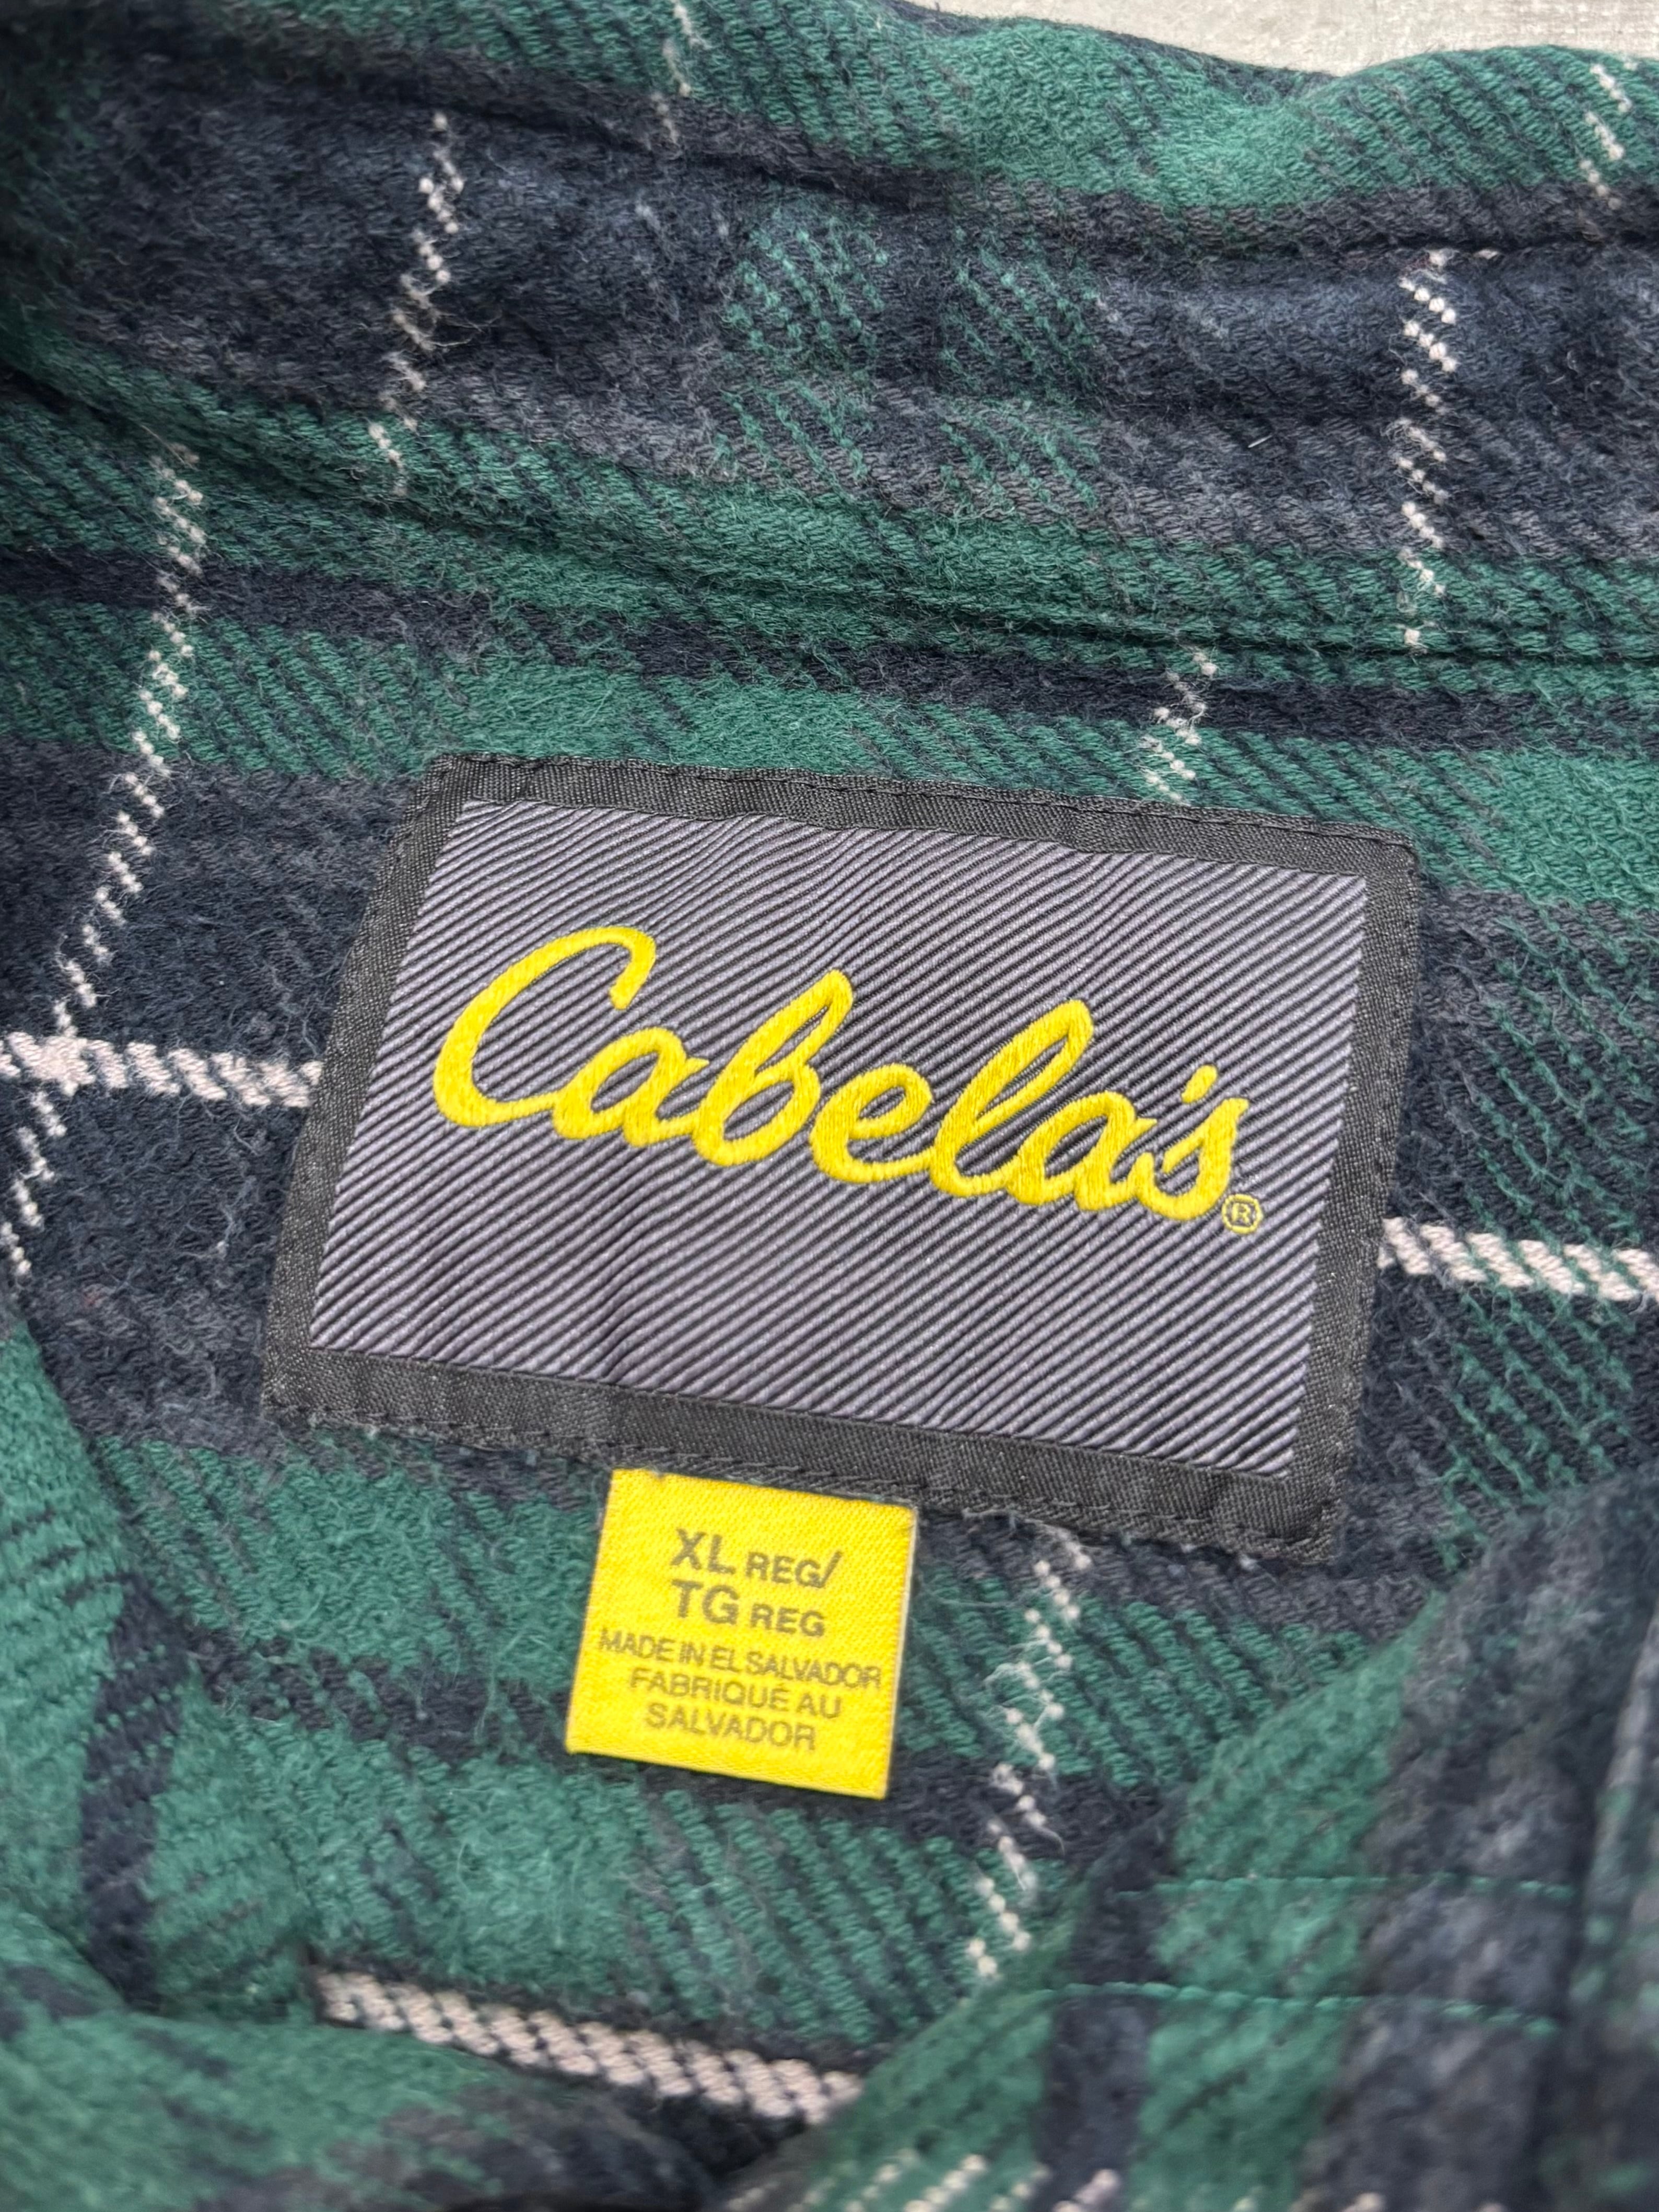 Cabela's®
XL REG/
TG REG
MADE IN EL SALVADOR
FABRIQUÉ AU
SALVADOR